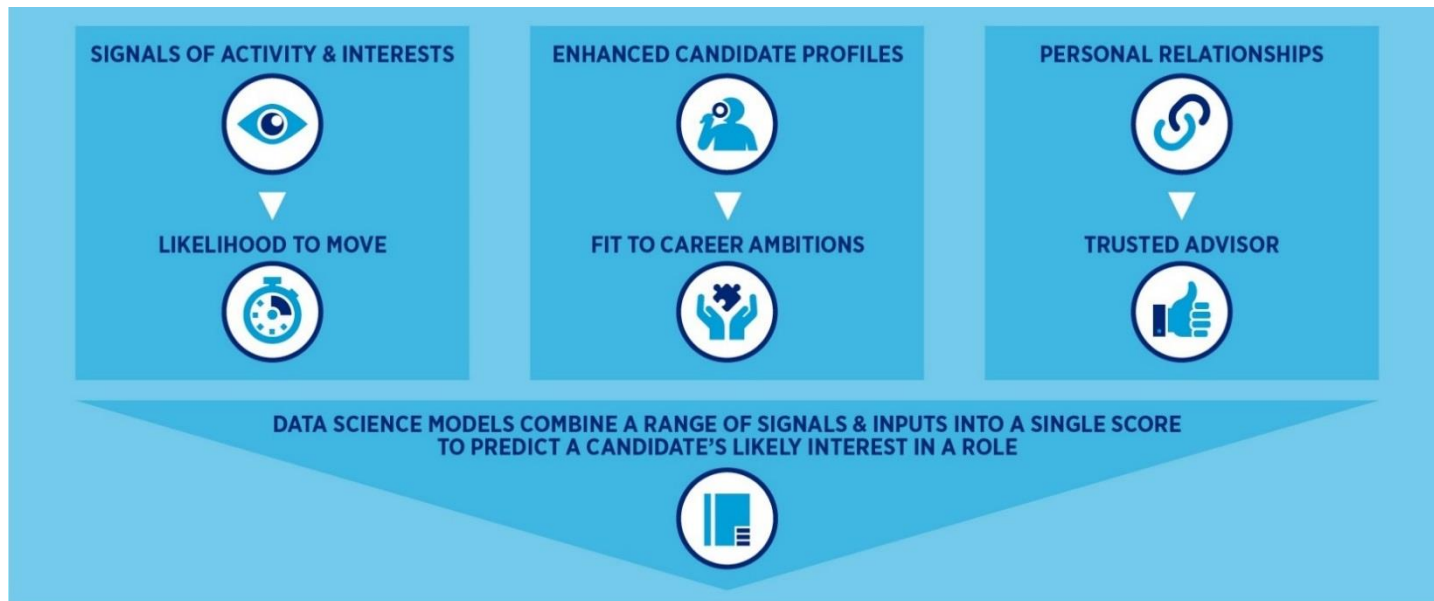 SIGNALS OF ACTIVITY & INTERESTS
LIKELIHOOD TO MOVE
ENHANCED CANDIDATE PROFILES
FIT TO CAREER AMBITIONS
PERSONAL RELATIONSHIPS
TRUSTED ADVISOR
DATA SCIENCE MODELS COMBINE A RANGE OF SIGNALS & INPUTS INTO A SINGLE SCORE
TO PREDICT A CANDIDATE'S LIKELY INTEREST IN A ROLE